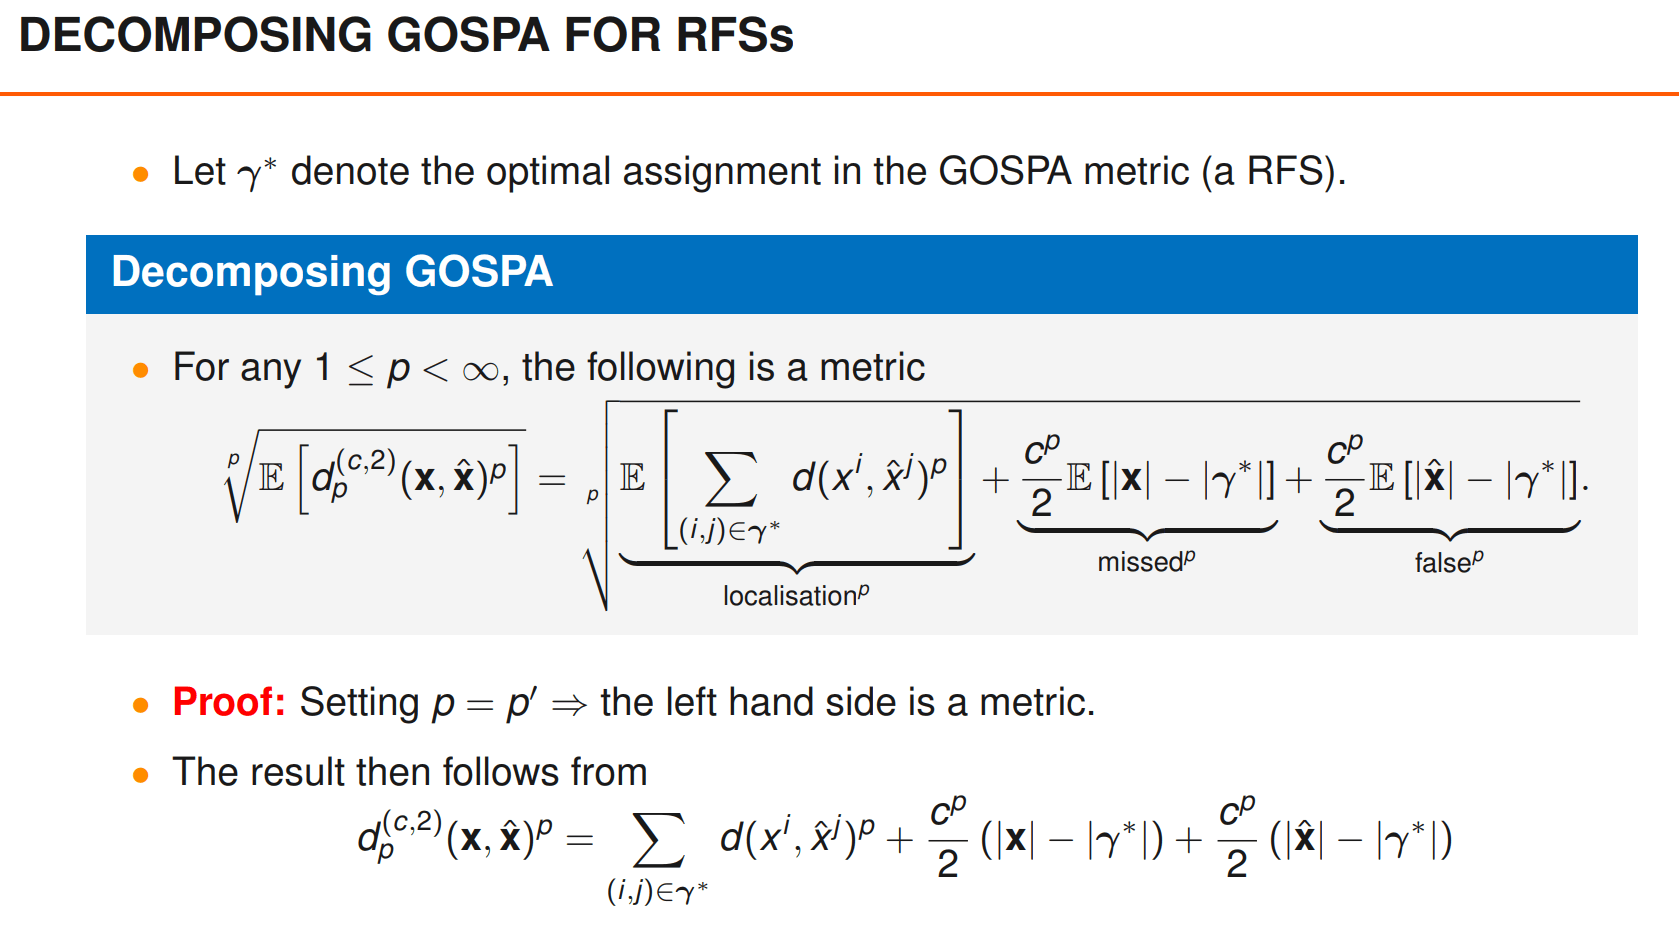 DECOMPOSING GOSPA FOR RFSs
• Let γ* denote the optimal assignment in the GOSPA metric (a RFS).
Decomposing GOSPA
• For any 1 ≤ p < ∞, the following is a metric
$\sqrt[p]{\mathbb{E}\left[d_p^{(c,2)}(\mathbf{x}, \hat{\mathbf{x}})^p\right]} = \sqrt[p]{\underbrace{\mathbb{E}\left[\sum_{(i,j)\in\gamma^*} d(x^i, \hat{x}^j)^p\right]}_{\text{localisation}^p} + \underbrace{\frac{c^p}{2}\mathbb{E}\left[|\mathbf{x}| - |\gamma^*|\right]}_{\text{missed}^p} + \underbrace{\frac{c^p}{2}\mathbb{E}\left[|\hat{\mathbf{x}}| - |\gamma^*|\right]}_{\text{false}^p}}.$
• Proof: Setting p = p′ ⇒ the left hand side is a metric.
• The result then follows from
$d_p^{(c,2)}(\mathbf{x}, \hat{\mathbf{x}})^p = \sum_{(i,j)\in\gamma^*} d(x^i, \hat{x}^j)^p + \frac{c^p}{2}(|\mathbf{x}| - |\gamma^*|) + \frac{c^p}{2}(|\hat{\mathbf{x}}| - |\gamma^*|)$